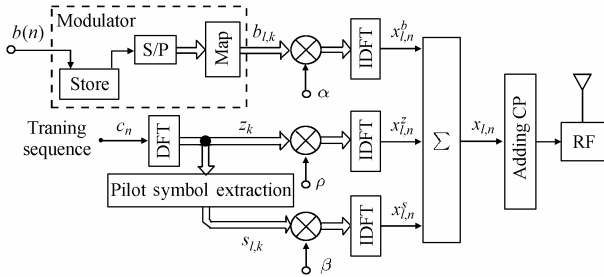 Modulator
b(n)
Store
S/P
Map
b_{l,k}
α
IDFT
x^b_{l,n}
Traning sequence
c_n
DFT
z_k
ρ
IDFT
x^z_{l,n}
Pilot symbol extraction
s_{l,k}
β
IDFT
x^s_{l,n}
Σ
x_{l,n}
Adding CP
RF